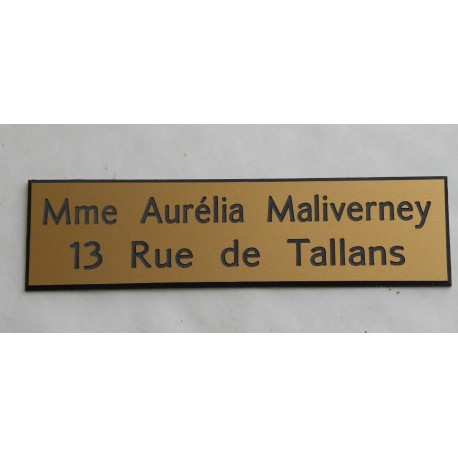 Mme Aurélia Maliverney
13 Rue de Tallans